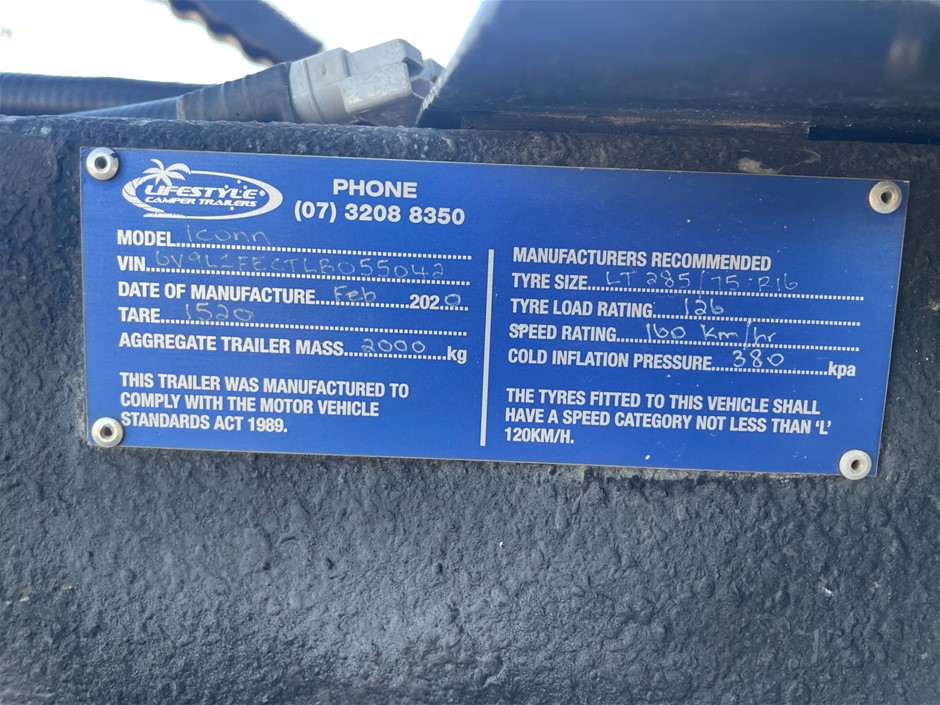 LIFESTYLE
CAMPER TRAILERS
PHONE
(07) 3208 8350
MODEL iconn
VIN 6V9L1FECTLB055042
DATE OF MANUFACTURE Feb 2020
TARE 1520
AGGREGATE TRAILER MASS 2000 kg
THIS TRAILER WAS MANUFACTURED TO
COMPLY WITH THE MOTOR VEHICLE
STANDARDS ACT 1989.
MANUFACTURERS RECOMMENDED
TYRE SIZE LT 285/75 R16
TYRE LOAD RATING 126
SPEED RATING 160 Km/hr
COLD INFLATION PRESSURE 380 kpa
THE TYRES FITTED TO THIS VEHICLE SHALL
HAVE A SPEED CATEGORY NOT LESS THAN 'L'
120KM/H.